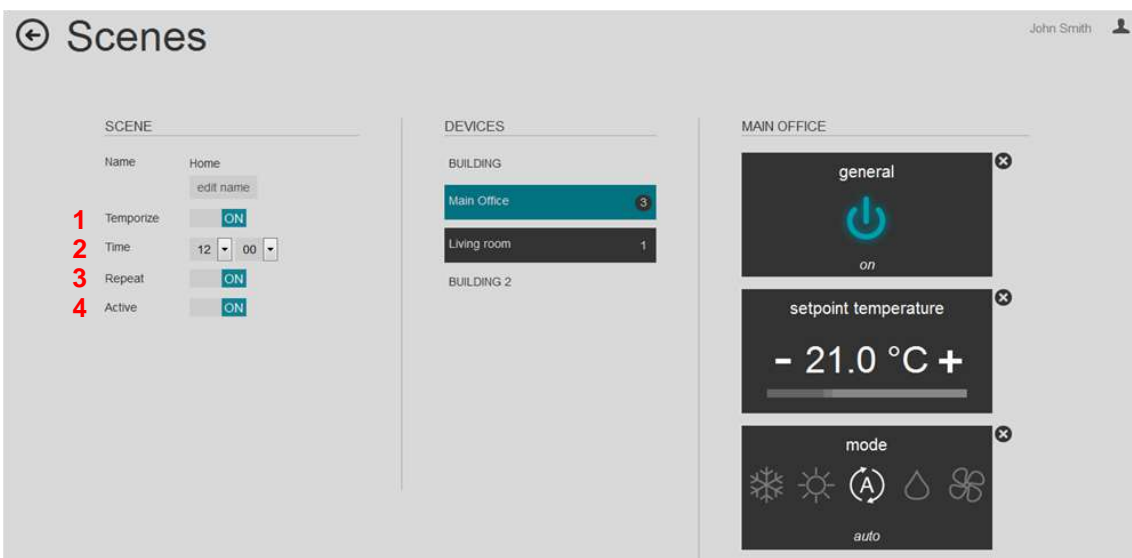 Scenes
John Smith
SCENE
Name Home
edit name
1 Temporize ON
2 Time 12 00
3 Repeat ON
4 Active ON
DEVICES
BUILDING
Main Office 3
Living room 1
BUILDING 2
MAIN OFFICE
general
on
setpoint temperature
- 21.0 °C +
mode
A
auto